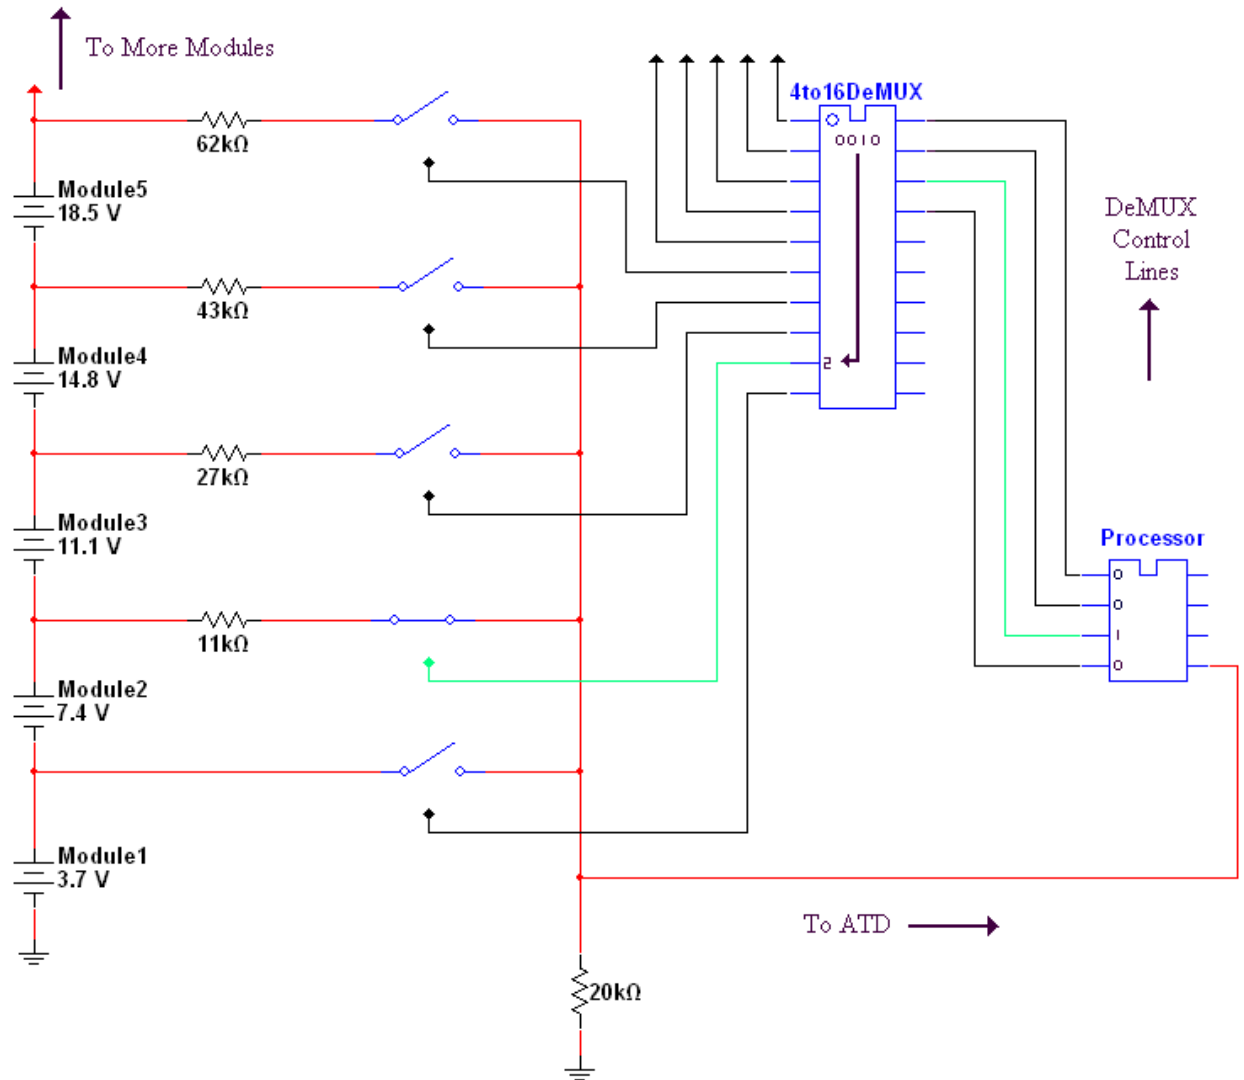 To More Modules
4to16DeMUX
0010
62kΩ
Module5
18.5 V
DeMUX
Control
Lines
43kΩ
Module4
14.8 V
2
27kΩ
Module3
11.1 V
Processor
0
0
1
0
11kΩ
Module2
7.4 V
Module1
3.7 V
To ATD
20kΩ